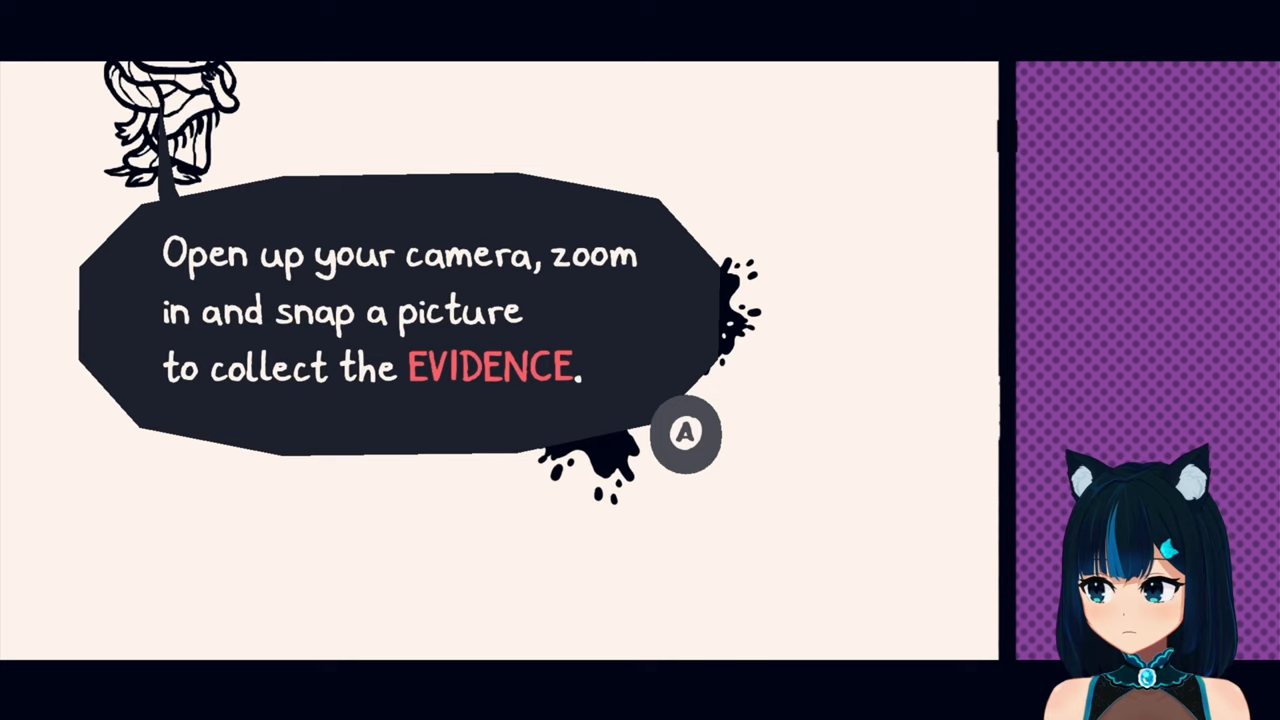 Open up your camera, zoom
in and snap a picture
to collect the EVIDENCE.
A